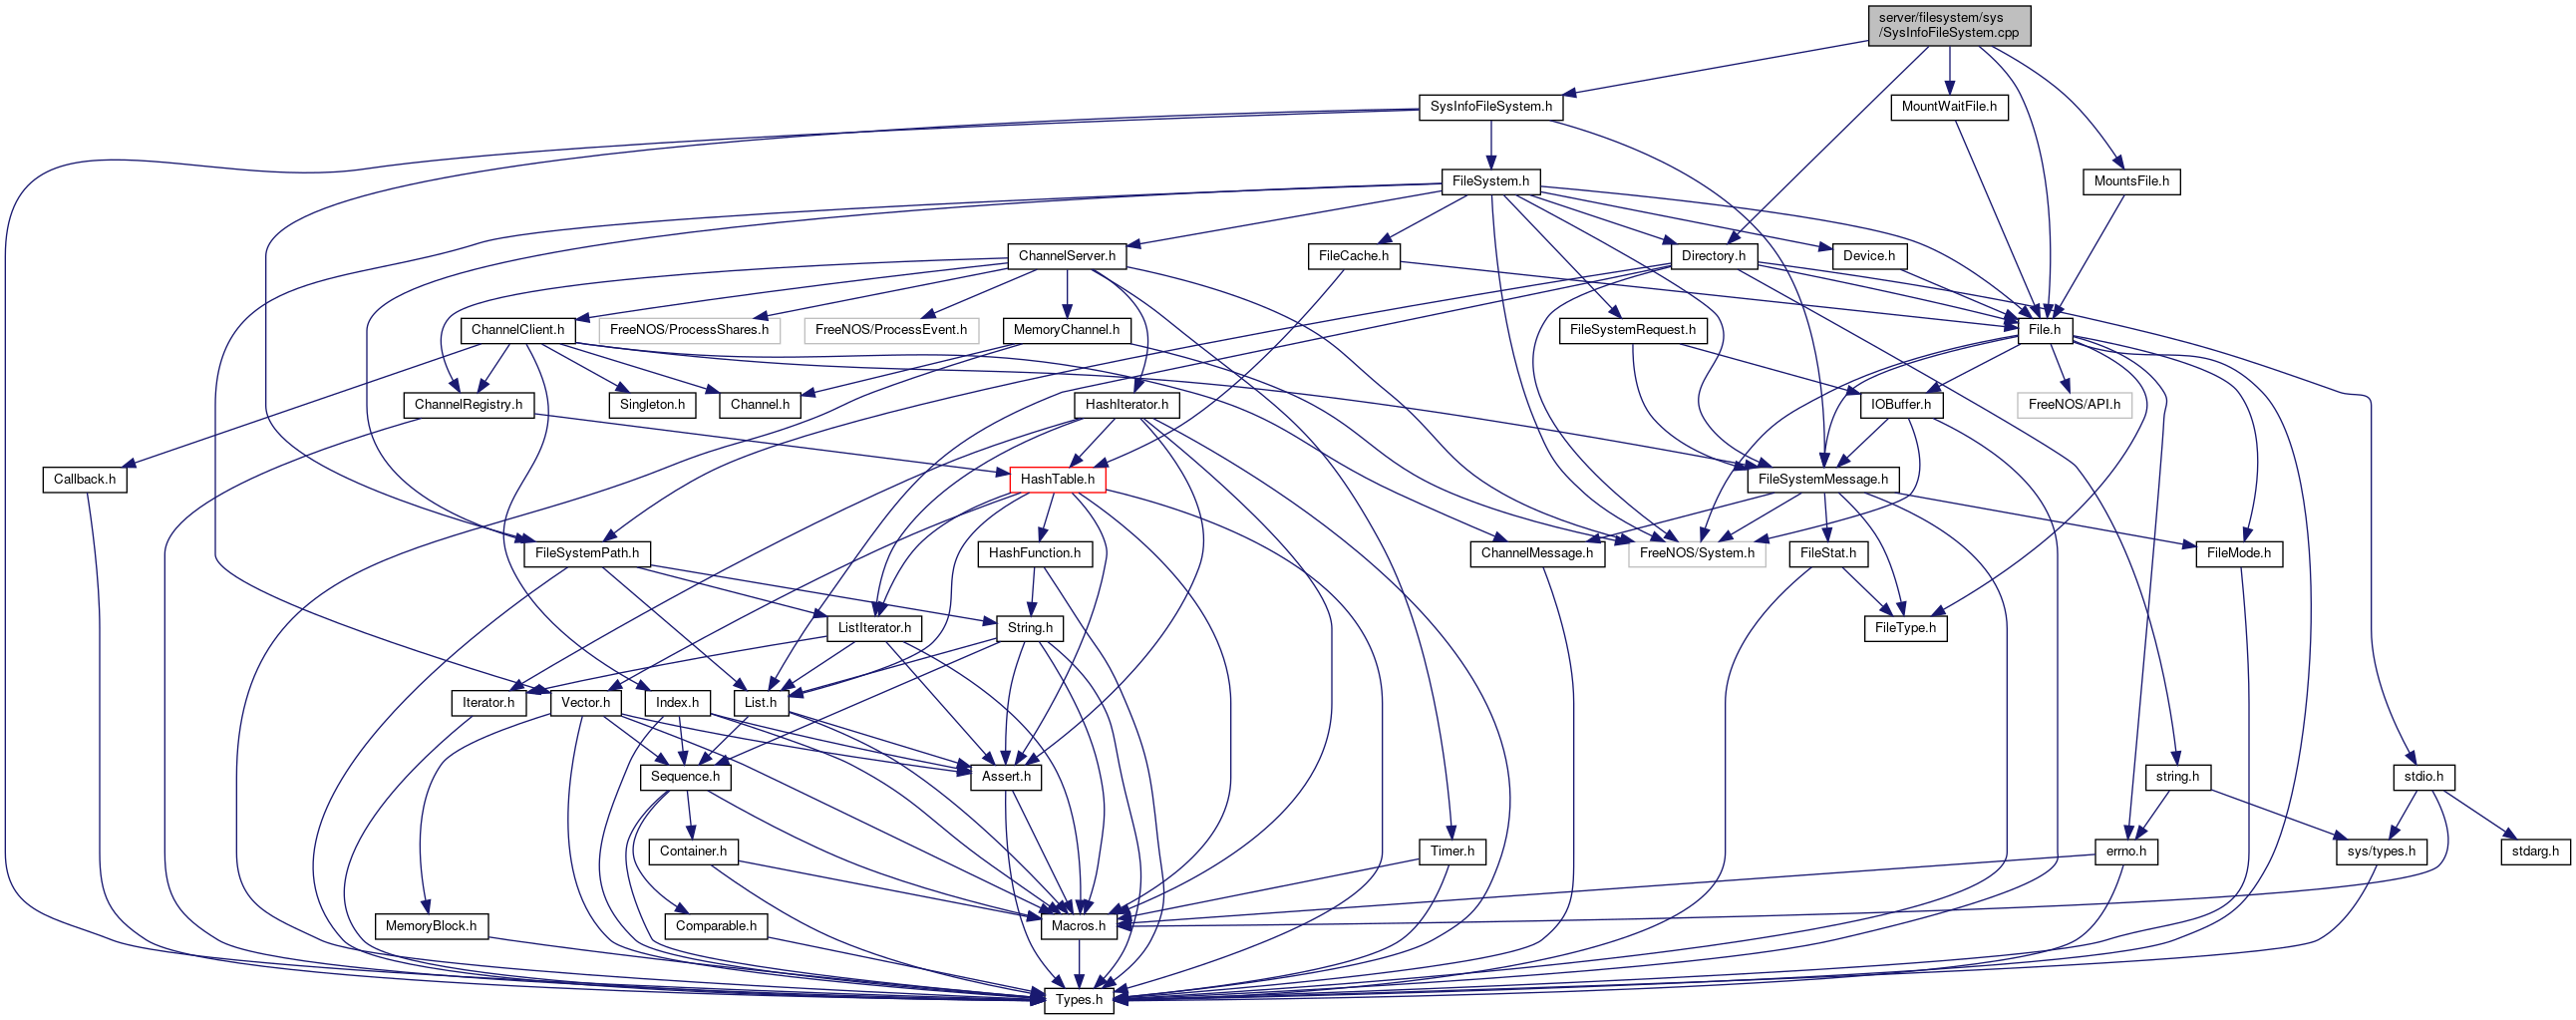 server/filesystem/sys
/SysInfoFileSystem.cpp
SysInfoFileSystem.h
MountWaitFile.h
FileSystem.h
MountsFile.h
ChannelServer.h
FileCache.h
Directory.h
Device.h
ChannelClient.h
FreeNOS/ProcessShares.h
FreeNOS/ProcessEvent.h
MemoryChannel.h
FileSystemRequest.h
File.h
ChannelRegistry.h
Singleton.h
Channel.h
HashIterator.h
IOBuffer.h
FreeNOS/API.h
Callback.h
HashTable.h
FileSystemMessage.h
FileSystemPath.h
HashFunction.h
ChannelMessage.h
FreeNOS/System.h
FileStat.h
FileMode.h
ListIterator.h
String.h
FileType.h
Iterator.h
Vector.h
Index.h
List.h
Sequence.h
Assert.h
string.h
stdio.h
Container.h
Timer.h
errno.h
sys/types.h
stdarg.h
MemoryBlock.h
Comparable.h
Macros.h
Types.h